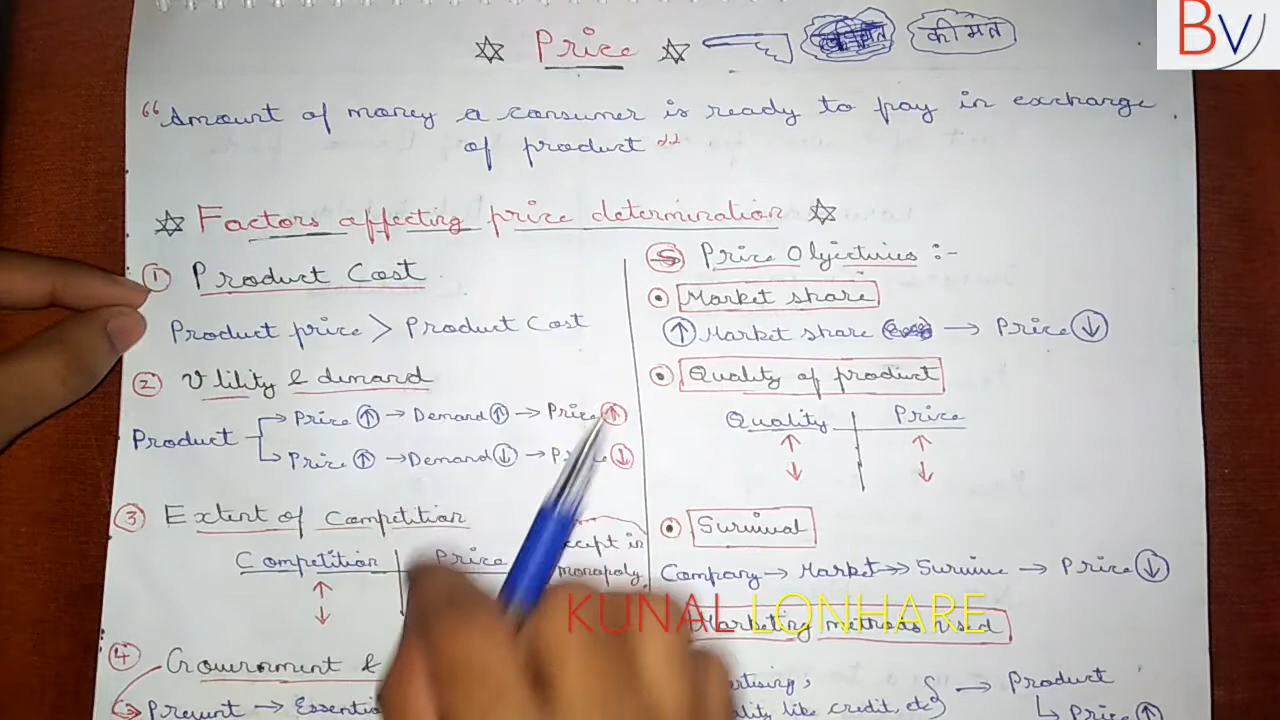 Price कीमत
BV
"Amount of money a consumer is ready to pay in exchange
of product"
Factors affecting price determination
① Product Cost
Product price > Product Cost
② Utility & demand
Product → Price ↑ → Demand ↑ → Price ↑
→ Price ↑ → Demand ↓ → Price ↓
③ Extent of Competition
Competition Price
↑
↓
except in
monopoly.
④ Government &
Prevent →
5 Price Objectives :-
• Market share
↑ Market share → Price ↓
• Quality of product
Quality Price
↑ ↑
↓ ↓
• Survival
Company → Market → Survive → Price ↓
Marketing methods used
like credit, etc → Product
Price ↑
KUNAL LONHARE